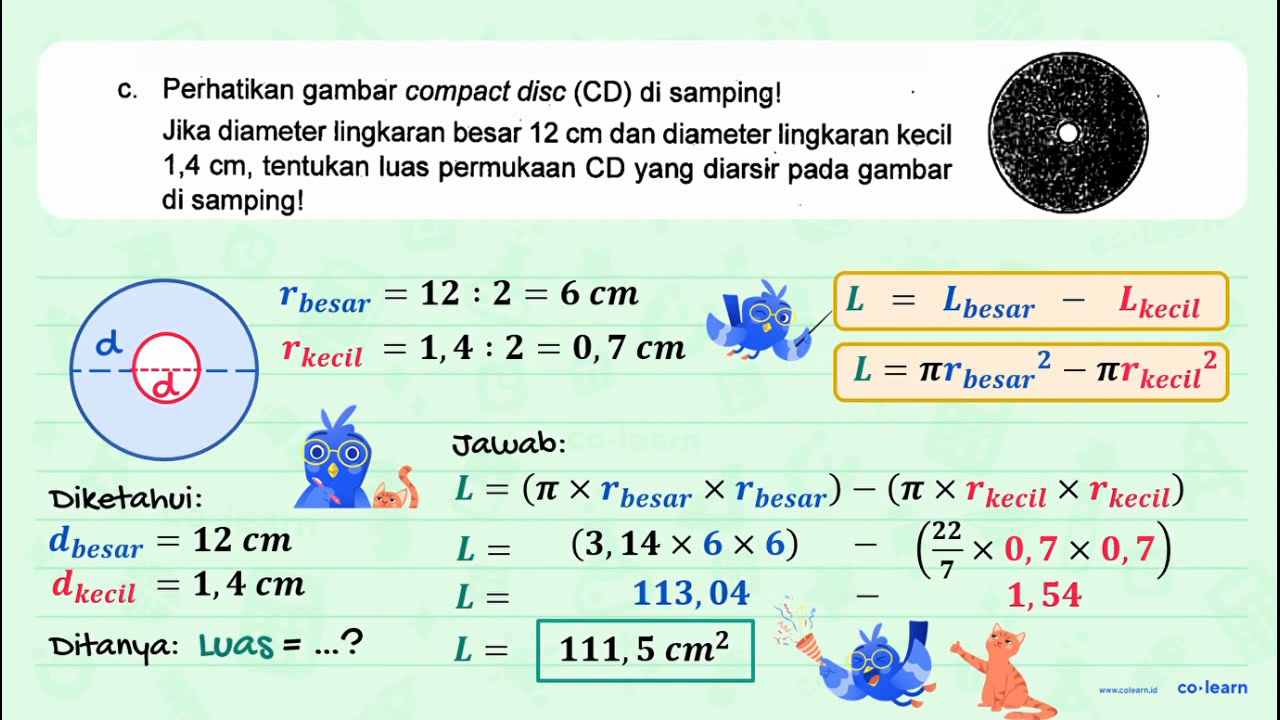 c. Perhatikan gambar compact disc (CD) di samping!
Jika diameter lingkaran besar 12 cm dan diameter lingkaran kecil
1,4 cm, tentukan luas permukaan CD yang diarsir pada gambar
di samping!
d
d
r_besar = 12 : 2 = 6 cm
r_kecil = 1,4 : 2 = 0,7 cm
L = L_besar − L_kecil
L = πr_besar² − πr_kecil²
Diketahui:
d_besar = 12 cm
d_kecil = 1,4 cm
Ditanya: Luas = ...?
Jawab:
L = (π × r_besar × r_besar) − (π × r_kecil × r_kecil)
L = (3,14 × 6 × 6) − (22/7 × 0,7 × 0,7)
L = 113,04 − 1,54
L = 111,5 cm²
www.colearn.id co·learn
co·learn
co·learn